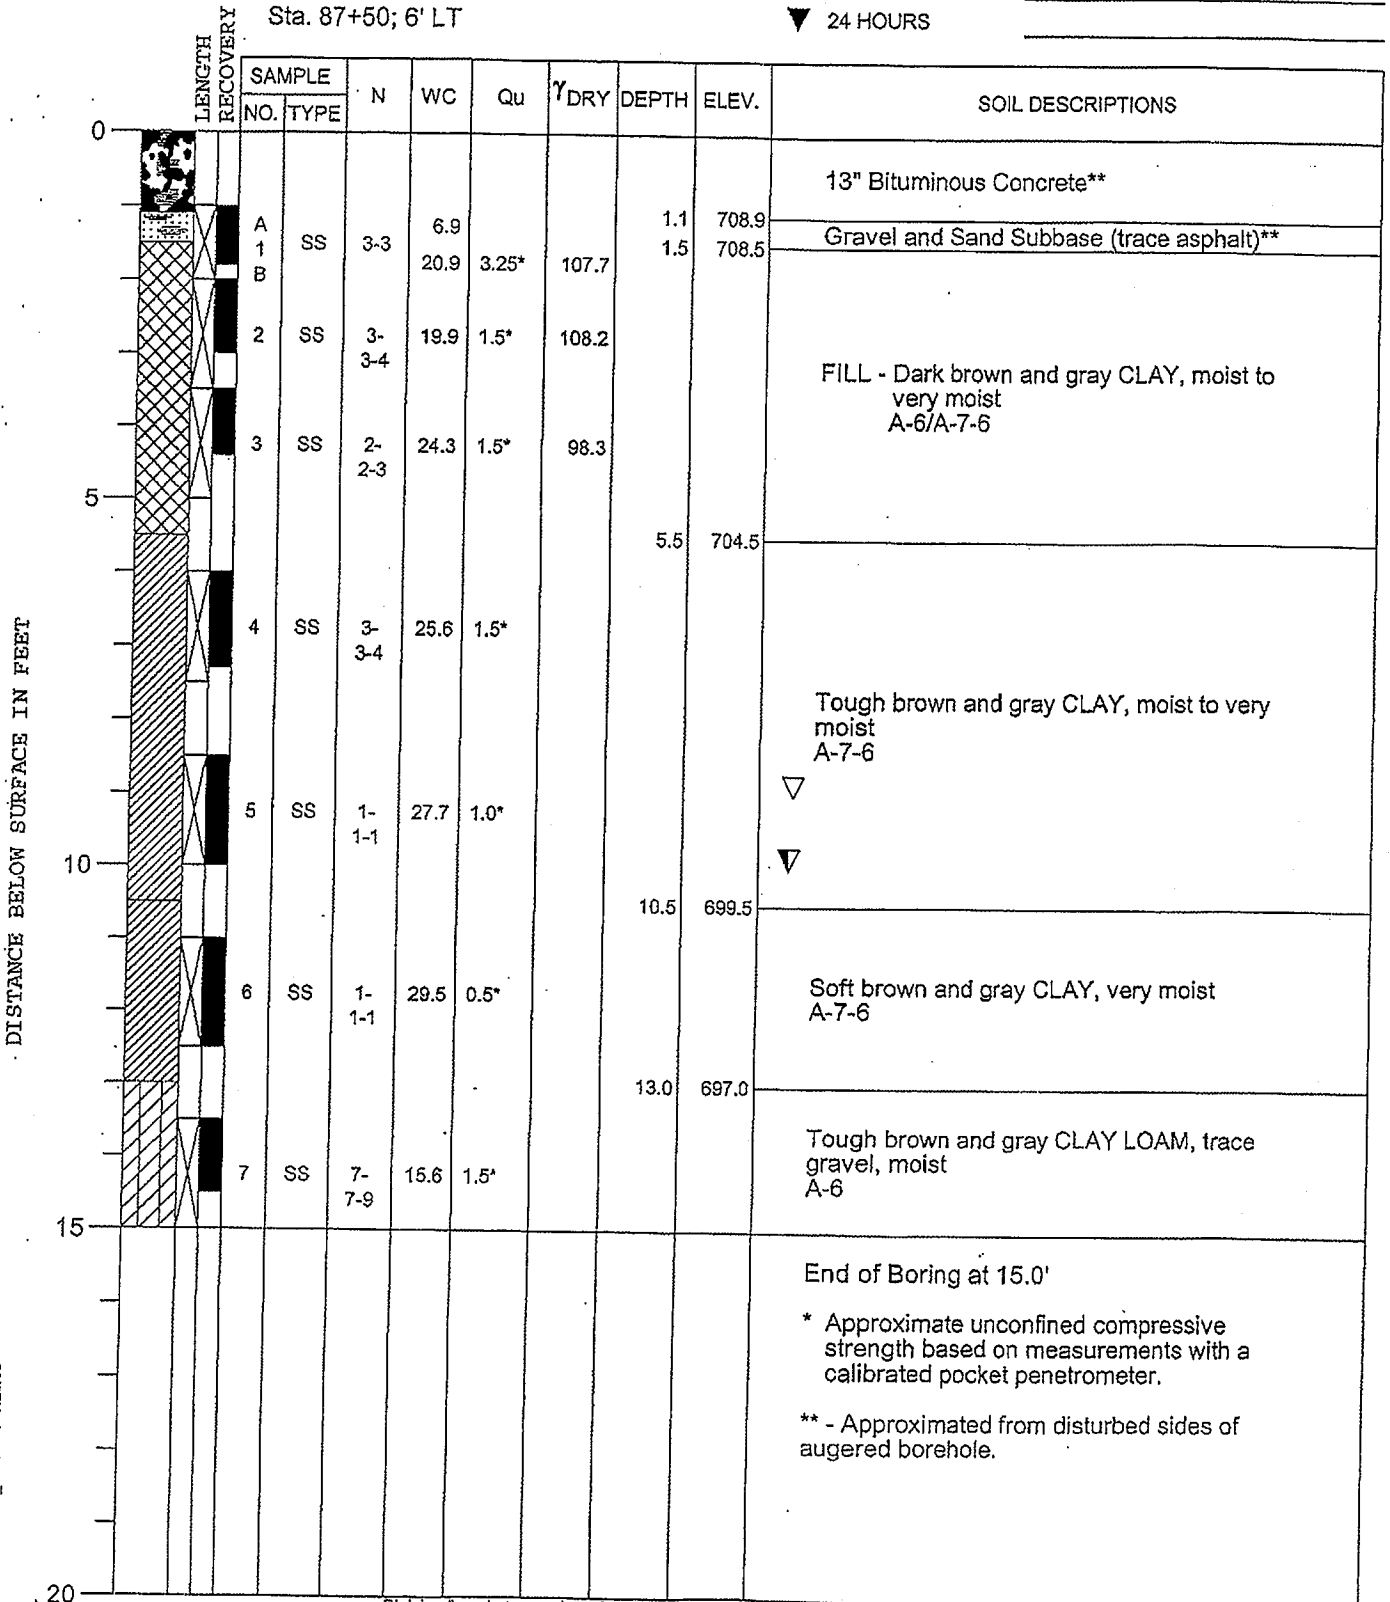 Sta. 87+50; 6' LT
▼ 24 HOURS
LENGTH
RECOVERY
SAMPLE
NO. TYPE N WC Qu γDRY DEPTH ELEV. SOIL DESCRIPTIONS
0
13" Bituminous Concrete**
1.1 708.9
A 6.9
Gravel and Sand Subbase (trace asphalt)**
1 SS 3-3
1.5 708.5
B 20.9 3.25* 107.7
2 SS 3- 19.9 1.5* 108.2
3-4
FILL - Dark brown and gray CLAY, moist to
very moist
A-6/A-7-6
3 SS 2- 24.3 1.5* 98.3
2-3
5
5.5 704.5
4 SS 3- 25.6 1.5*
3-4
DISTANCE BELOW SURFACE IN FEET
Tough brown and gray CLAY, moist to very
moist
A-7-6
5 SS 1- 27.7 1.0*
1-1
10
10.5 699.5
6 SS 1- 29.5 0.5*
1-1
Soft brown and gray CLAY, very moist
A-7-6
13.0 697.0
Tough brown and gray CLAY LOAM, trace
gravel, moist
A-6
7 SS 7- 15.6 1.5*
7-9
15
End of Boring at 15.0'
* Approximate unconfined compressive
strength based on measurements with a
calibrated pocket penetrometer.
** - Approximated from disturbed sides of
augered borehole.
20